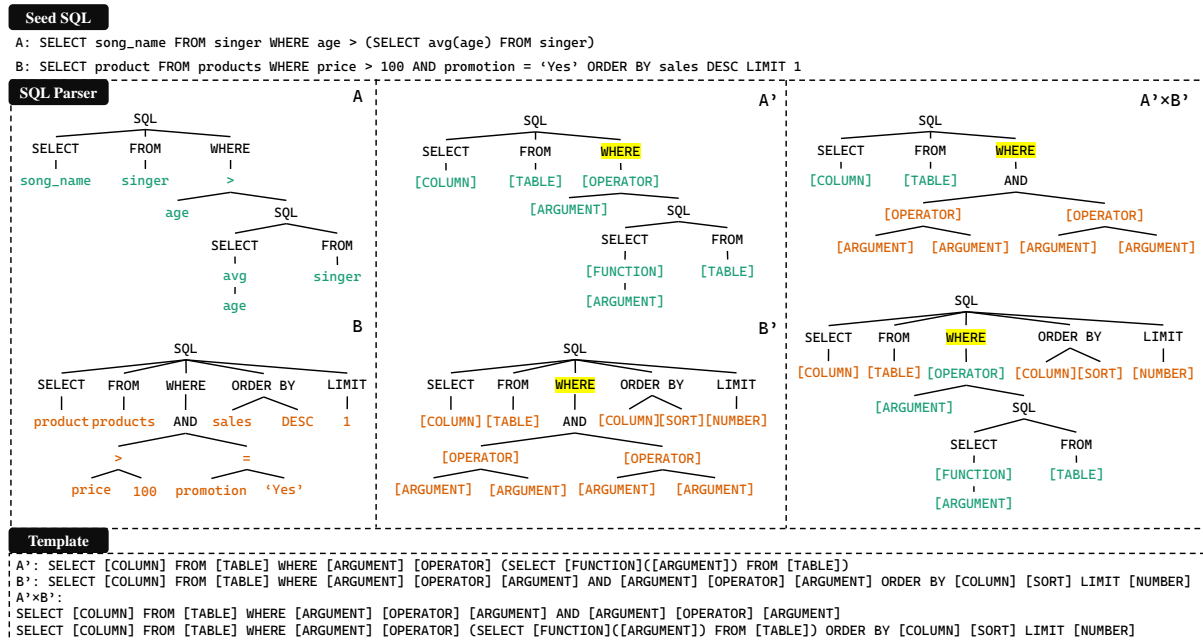 Seed SQL
A: SELECT song_name FROM singer WHERE age > (SELECT avg(age) FROM singer)
B: SELECT product FROM products WHERE price > 100 AND promotion = ‘Yes’ ORDER BY sales DESC LIMIT 1
SQL Parser
A
SQL
SELECT FROM WHERE
song_name singer >
age SQL
SELECT FROM
avg singer
age
B
SQL
SELECT FROM WHERE ORDER BY LIMIT
product products AND sales DESC 1
> =
price 100 promotion ‘Yes’
A’
SQL
SELECT FROM WHERE
[COLUMN] [TABLE] [OPERATOR]
[ARGUMENT] SQL
SELECT FROM
[FUNCTION] [TABLE]
[ARGUMENT]
B’
SQL
SELECT FROM WHERE ORDER BY LIMIT
[COLUMN] [TABLE] AND [COLUMN][SORT] [NUMBER]
[OPERATOR] [OPERATOR]
[ARGUMENT] [ARGUMENT] [ARGUMENT] [ARGUMENT]
A’×B’
SQL
SELECT FROM WHERE
[COLUMN] [TABLE] AND
[OPERATOR] [OPERATOR]
[ARGUMENT] [ARGUMENT] [ARGUMENT] [ARGUMENT]
SQL
SELECT FROM WHERE ORDER BY LIMIT
[COLUMN] [TABLE] [OPERATOR] [COLUMN][SORT] [NUMBER]
[ARGUMENT] SQL
SELECT FROM
[FUNCTION] [TABLE]
[ARGUMENT]
Template
A’: SELECT [COLUMN] FROM [TABLE] WHERE [ARGUMENT] [OPERATOR] (SELECT [FUNCTION]([ARGUMENT]) FROM [TABLE])
B’: SELECT [COLUMN] FROM [TABLE] WHERE [ARGUMENT] [OPERATOR] [ARGUMENT] AND [ARGUMENT] [OPERATOR] [ARGUMENT] ORDER BY [COLUMN] [SORT] LIMIT [NUMBER]
A’×B’:
SELECT [COLUMN] FROM [TABLE] WHERE [ARGUMENT] [OPERATOR] [ARGUMENT] AND [ARGUMENT] [OPERATOR] [ARGUMENT]
SELECT [COLUMN] FROM [TABLE] WHERE [ARGUMENT] [OPERATOR] (SELECT [FUNCTION]([ARGUMENT]) FROM [TABLE]) ORDER BY [COLUMN] [SORT] LIMIT [NUMBER]